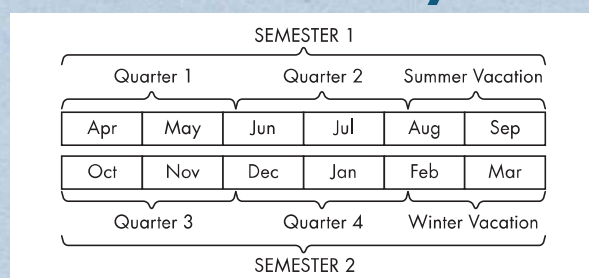 SEMESTER 1
Quarter 1 Quarter 2 Summer Vacation
Apr May Jun Jul Aug Sep
Oct Nov Dec Jan Feb Mar
Quarter 3 Quarter 4 Winter Vacation
SEMESTER 2